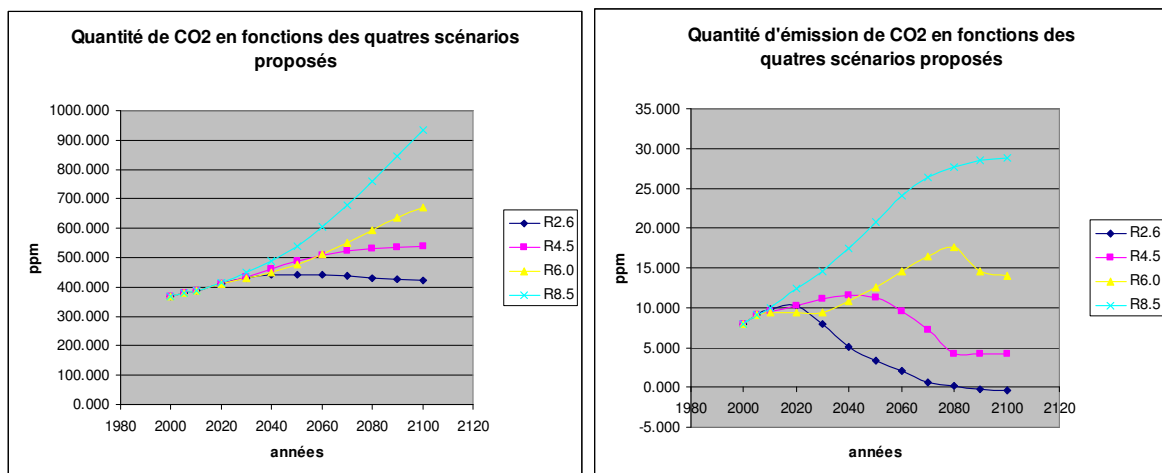 Quantité de CO2 en fonctions des quatres scénarios
proposés
1000.000
900.000
800.000
700.000
600.000
500.000
400.000
300.000
200.000
100.000
0.000
1980 2000 2020 2040 2060 2080 2100 2120
ppm
années
R2.6
R4.5
R6.0
R8.5
Quantité d'émission de CO2 en fonctions des
quatres scénarios proposés
35.000
30.000
25.000
20.000
15.000
10.000
5.000
0.000
-5.000
1980 2000 2020 2040 2060 2080 2100 2120
ppm
années
R2.6
R4.5
R6.0
R8.5